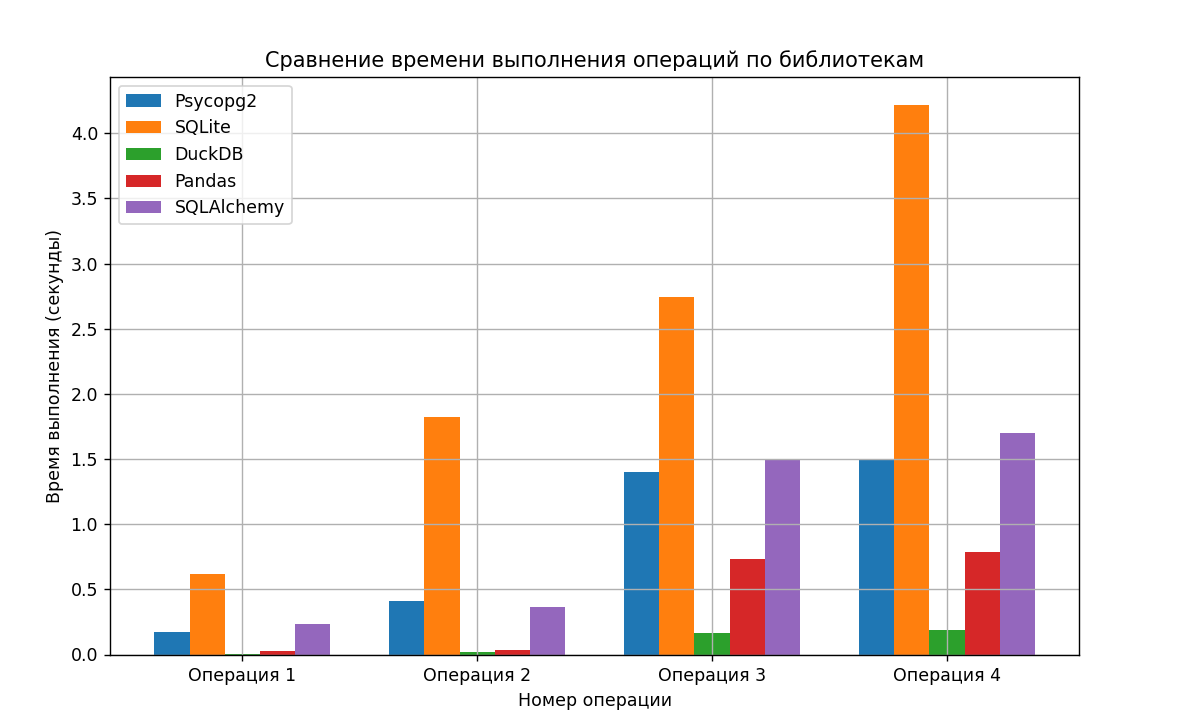 Сравнение времени выполнения операций по библиотекам
Psycopg2
SQLite
DuckDB
Pandas
SQLAlchemy
Время выполнения (секунды)
4.0
3.5
3.0
2.5
2.0
1.5
1.0
0.5
0.0
Операция 1 Операция 2 Операция 3 Операция 4
Номер операции